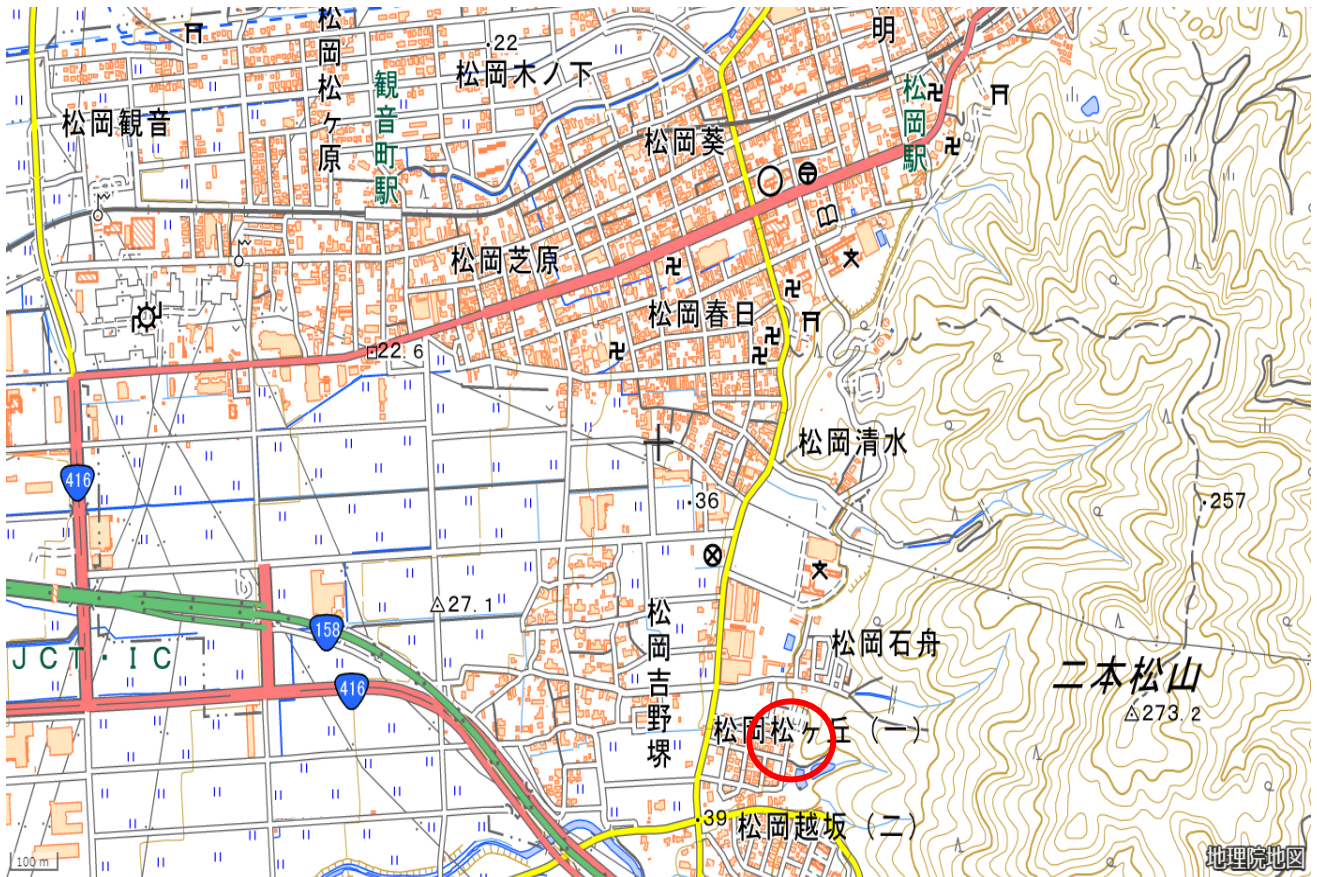 22
明
松岡松ヶ原
松岡木ノ下
観音町駅
松岡駅
松岡観音
松岡葵
松岡芝原
松岡春日
22.6
松岡清水
416
36
257
27.1
158
松岡吉野堺
松岡石舟
JCT・IC
416
二本松山
273.2
松岡松ヶ丘(一)
39
松岡越坂(二)
100 m
地理院地図